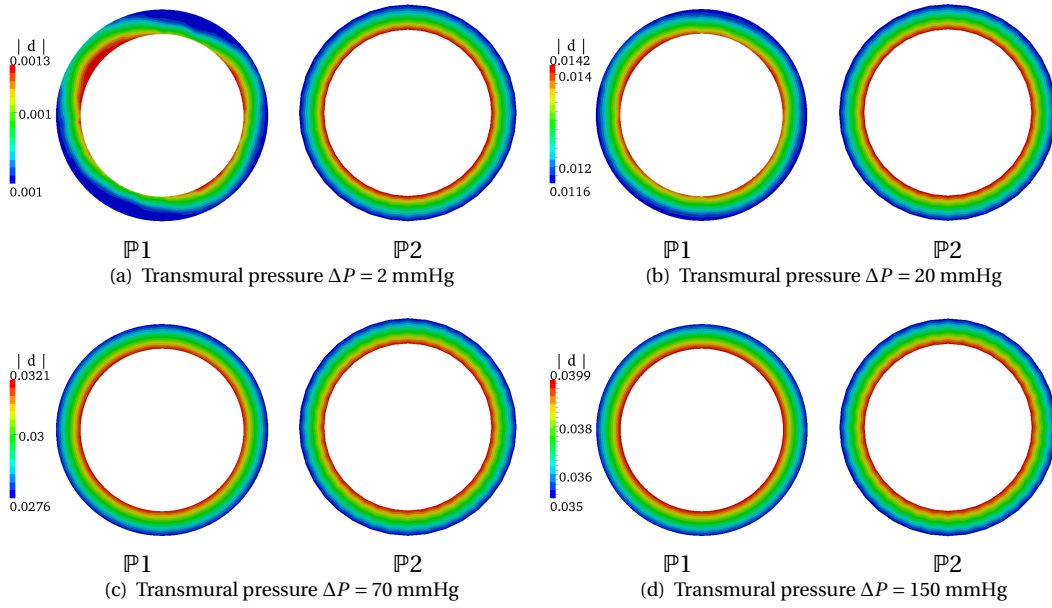 | d |
0.0013
0.001
0.001
ℙ1
ℙ2
(a) Transmural pressure ΔP = 2 mmHg
| d |
0.0142
0.014
0.012
0.0116
ℙ1
ℙ2
(b) Transmural pressure ΔP = 20 mmHg
| d |
0.0321
0.03
0.0276
ℙ1
ℙ2
(c) Transmural pressure ΔP = 70 mmHg
| d |
0.0399
0.038
0.036
0.035
ℙ1
ℙ2
(d) Transmural pressure ΔP = 150 mmHg